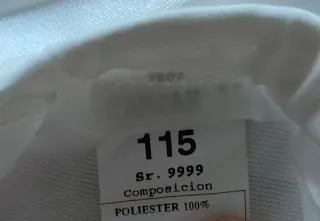 115
Sr. 9999
Composicion
POLIESTER 100%